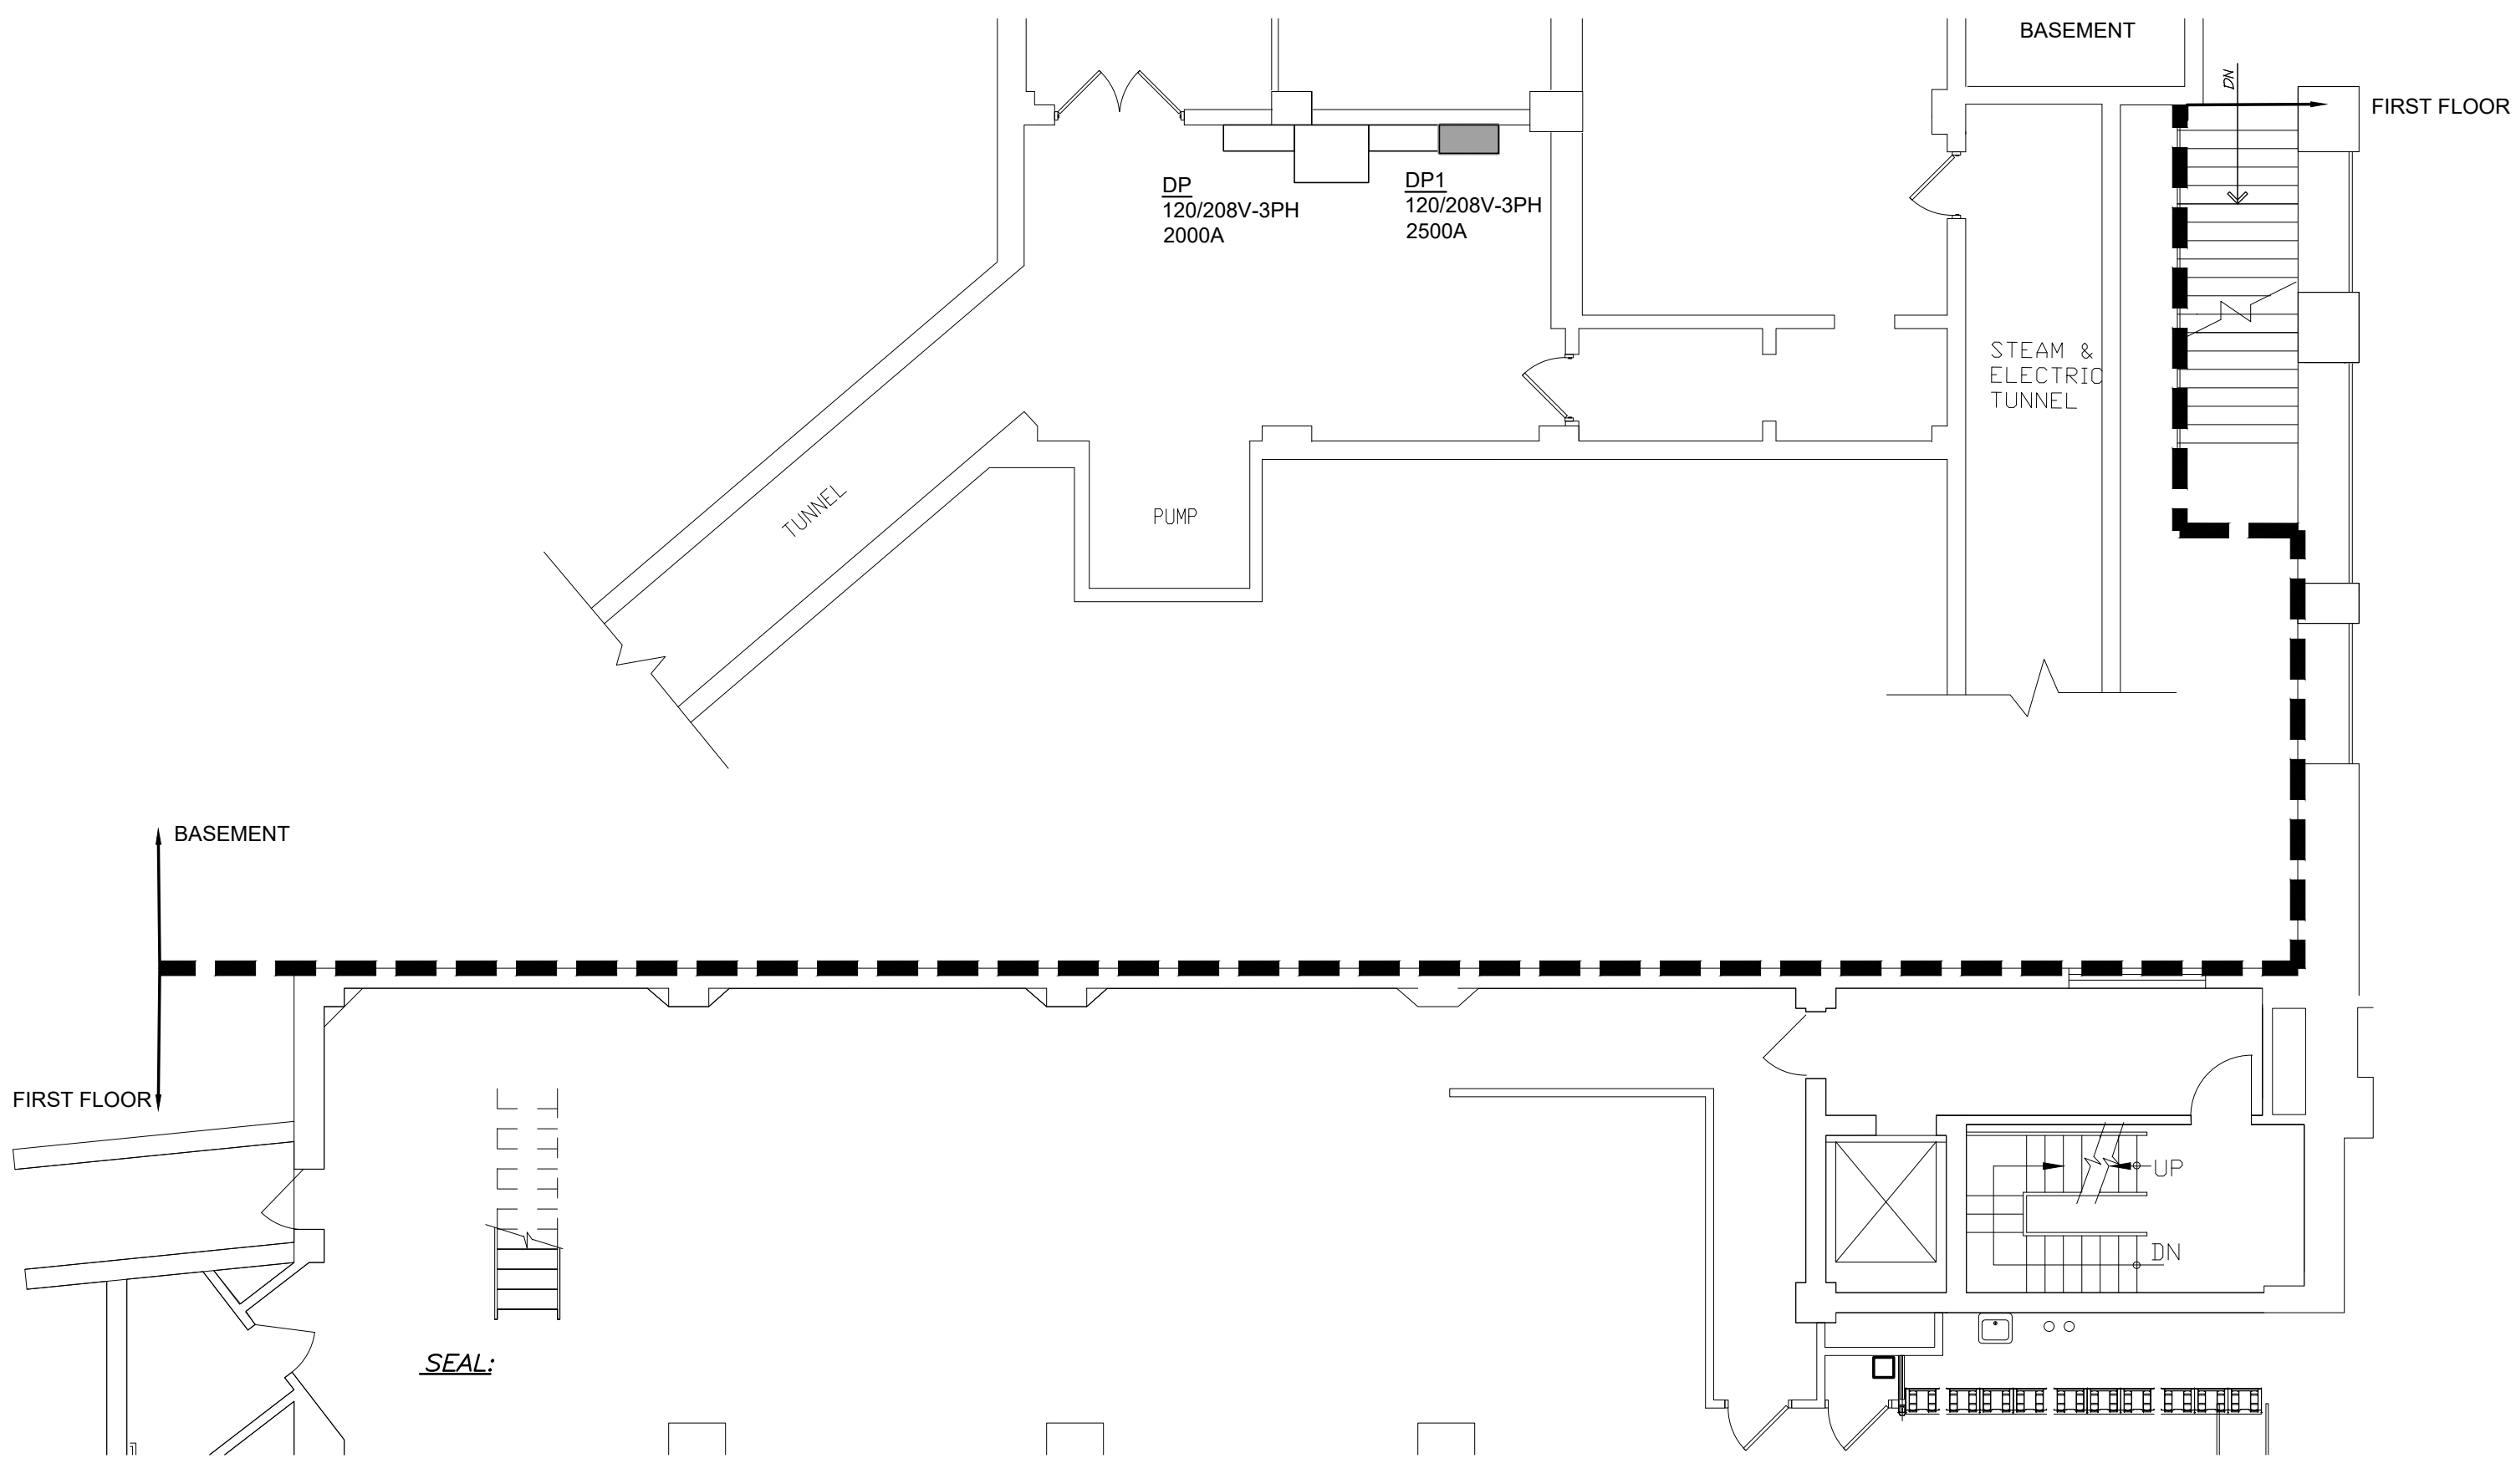 BASEMENT
DN
FIRST FLOOR
DP
120/208V-3PH
2000A
DP1
120/208V-3PH
2500A
STEAM &
ELECTRIC
TUNNEL
TUNNEL
PUMP
BASEMENT
FIRST FLOOR
UP
DN
SEAL: